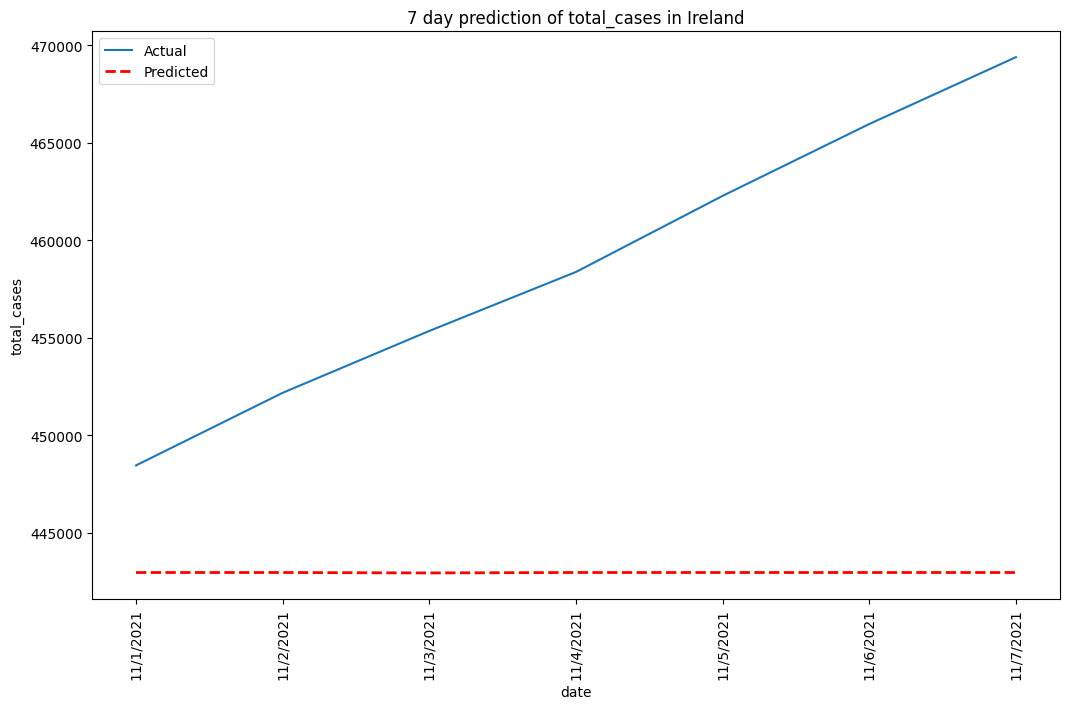 7 day prediction of total_cases in Ireland
Actual
Predicted
470000
465000
460000
455000
450000
445000
total_cases
11/1/2021
11/2/2021
11/3/2021
11/4/2021
11/5/2021
11/6/2021
11/7/2021
date